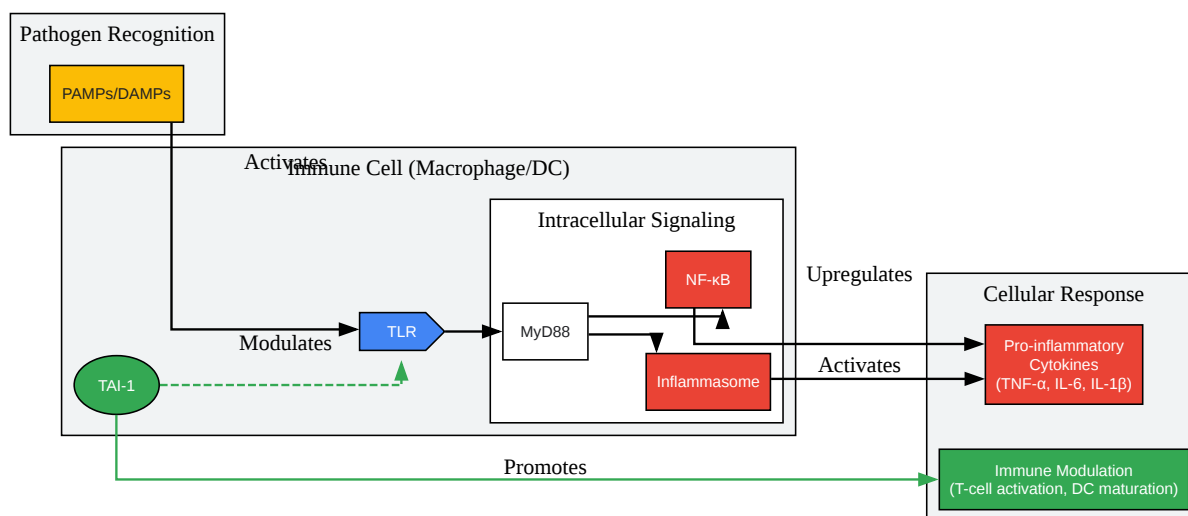 Pathogen Recognition
PAMPs/DAMPs
Activates
Immune Cell (Macrophage/DC)
Intracellular Signaling
NF-κB
Upregulates
Cellular Response
TLR
MyD88
Modulates
Pro-inflammatory
Cytokines
(TNF-α, IL-6, IL-1β)
Activates
TAI-1
Inflammasome
Promotes
Immune Modulation
(T-cell activation, DC maturation)